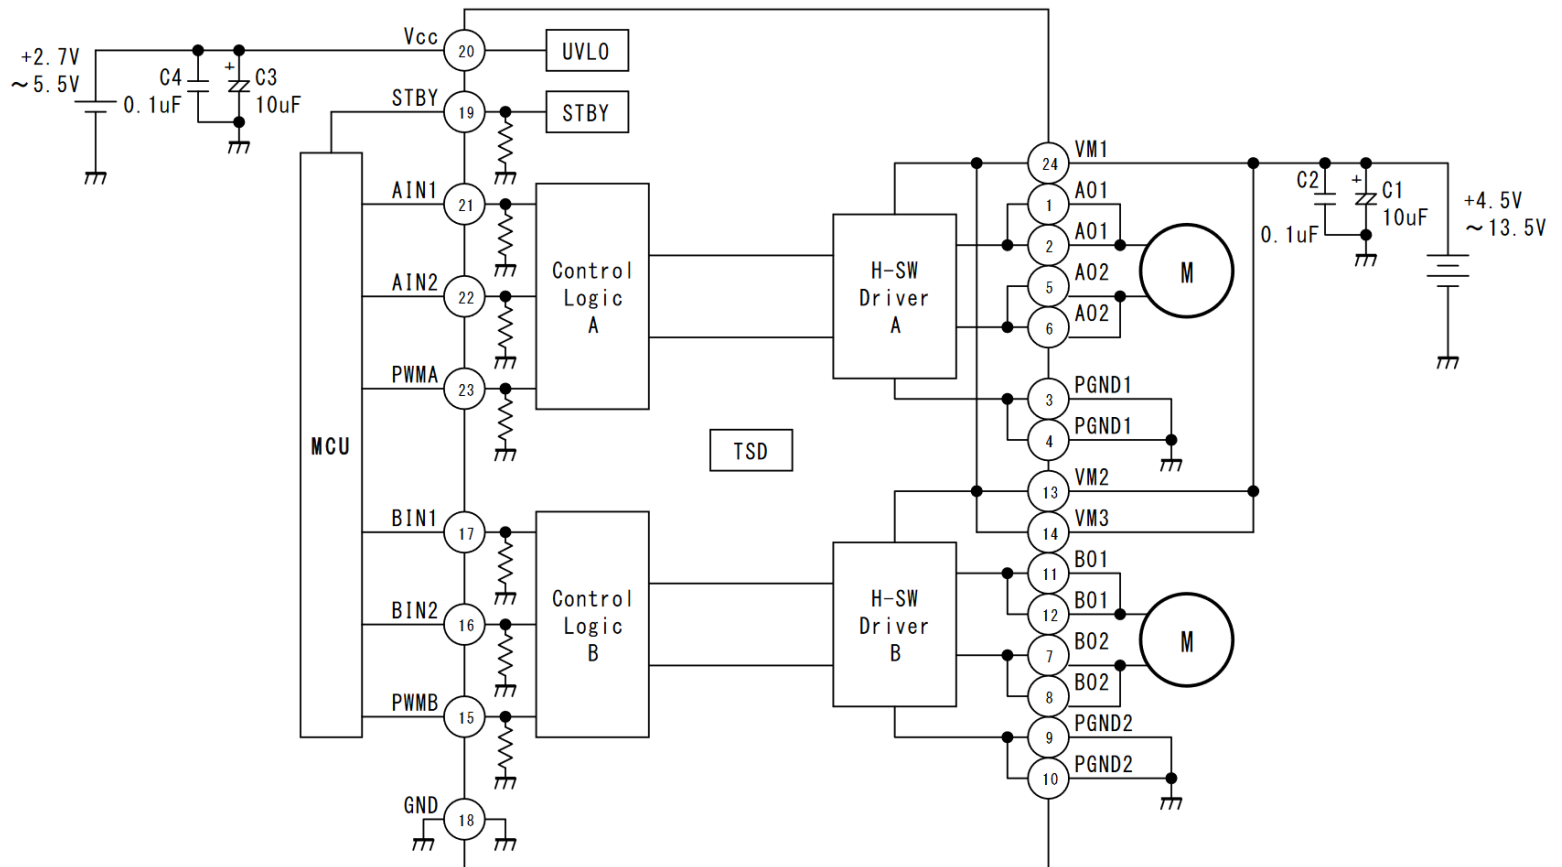 Vcc
20
UVLO
+2.7V
~5.5V
C4
0.1uF
+
C3
10uF
STBY
19
STBY
MCU
AIN1
21
AIN2
22
PWMA
23
Control
Logic
A
H-SW
Driver
A
24
VM1
1
AO1
2
AO1
5
AO2
6
AO2
M
C2
0.1uF
+
C1
10uF
+4.5V
~13.5V
3
PGND1
4
PGND1
TSD
13
VM2
14
VM3
BIN1
17
BIN2
16
PWMB
15
Control
Logic
B
H-SW
Driver
B
11
BO1
12
BO1
7
BO2
8
BO2
M
9
PGND2
10
PGND2
GND
18